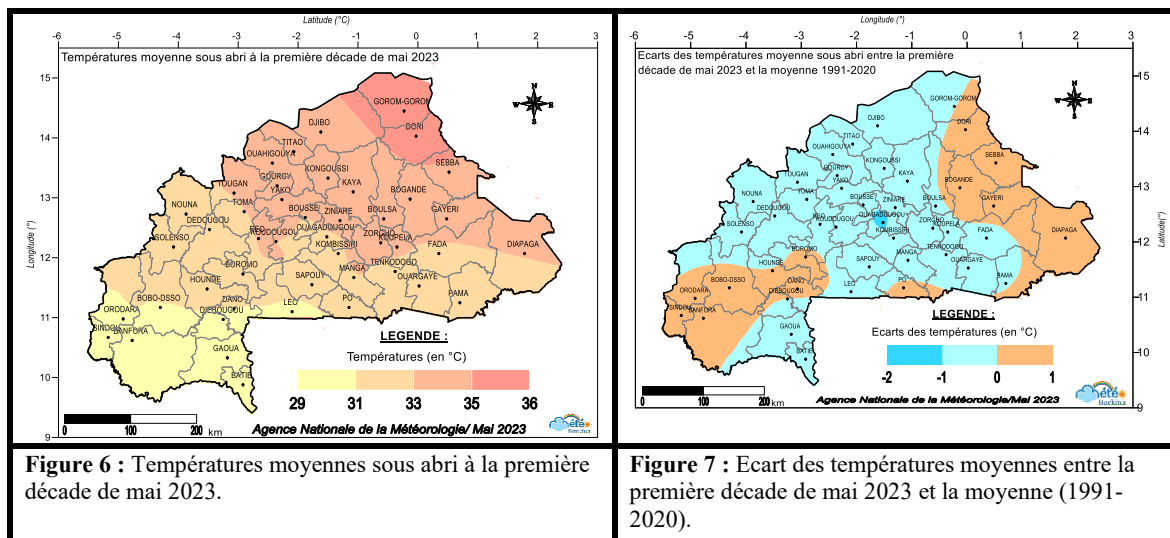 Latitude (°C)
-6 -5 -4 -3 -2 -1 0 1 2 3
Températures moyenne sous abri à la première décade de mai 2023
15
14
13
12
11
10
9
Longitude (°)
N
W E
S
GOROM-GOROM
DORI
DJIBO
TITAO
OUAHIGOUYA
KONGOUSSI
SEBBA
GOURCY
TOUGAN
YAKO
KAYA
BOGANDE
NOUNA
TOMA
BOUSSE
BOULSA
GAYERI
DEDOUGOU
ZINIARE
REO
KOUDOUGOU
OUAGADOUGOU
ZORGHO
KOUPELA
SOLENSO
KOMBISSIRI
FADA
DIAPAGA
BOROMO
MANGA
TENKODOGO
HOUNDE
SAPOUY
OUARGAYE
BOBO-DSSO
DANO
LEO
PO
PAMA
ORODARA
DIEBOUGOU
SINDOU
BANFORA
GAOUA
BATIE
LEGENDE :
Températures (en °C)
29 31 33 35 36
0 100 200
km
Agence Nationale de la Météorologie/ Mai 2023
météo
Burkina
Figure 6 : Températures moyennes sous abri à la première
décade de mai 2023.
Longitude (°)
-6 -5 -4 -3 -2 -1 0 1 2 3
Ecarts des températures moyenne sous abri entre la première
décade de mai 2023 et la moyenne 1991-2020
15
14
13
12
11
10
9
Latitude(°)
N
W E
S
GOROM-GOROM
DORI
DJIBO
TITAO
OUAHIGOUYA
KONGOUSSI
SEBBA
GOURCY
TOUGAN
YAKO
KAYA
BOGANDE
NOUNA
TOMA
BOUSSE
BOULSA
GAYERI
DEDOUGOU
ZINIARE
REO
KOUDOUGOU
OUAGADOUGOU
ZORGHO
KOUPELA
SOLENSO
KOMBISSIRI
FADA
DIAPAGA
BOROMO
TENKODOGO
MANGA
HOUNDE
SAPOUY
OUARGAYE
BOBO-DSSO
DANO
LEO
PO
PAMA
ORODARA
DIEBOUGOU
SINDOU
BANFORA
GAOUA
BATIE
LEGENDE :
Ecarts des températures (en °C)
-2 -1 0 1
0 100 200
km
Agence Nationale de la Météorologie/Mai 2023
météo
Burkina
Figure 7 : Ecart des températures moyennes entre la
première décade de mai 2023 et la moyenne (1991-
2020).